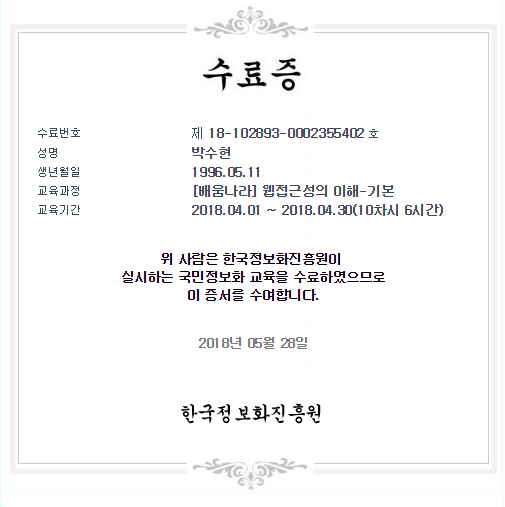 수료증
수료번호 제 18-102893-0002355402 호
성명 박수현
생년월일 1996.05.11
교육과정 [배움나라] 웹접근성의 이해-기본
교육기간 2018.04.01 ~ 2018.04.30(10차시 6시간)
위 사람은 한국정보화진흥원이
실시하는 국민정보화 교육을 수료하였으므로
이 증서를 수여합니다.
2018년 05월 28일
한국정보화진흥원